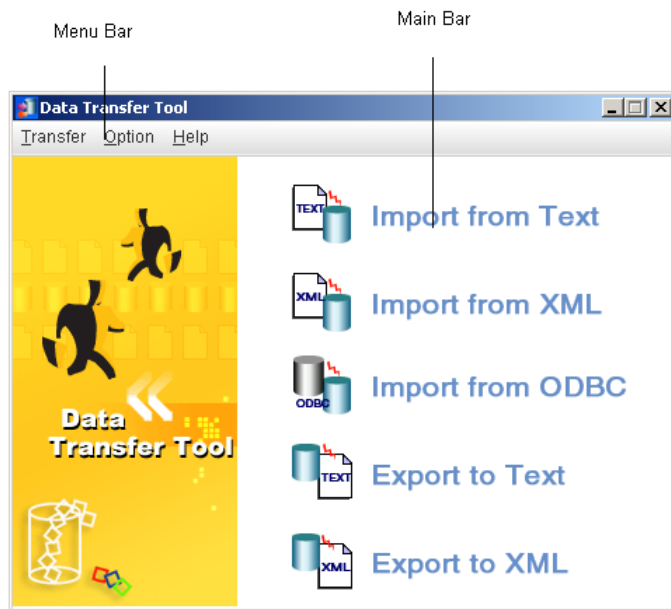 Menu Bar
Main Bar
Data Transfer Tool
Transfer Option Help
TEXT
Import from Text
XML
Import from XML
ODBC
Import from ODBC
Data
Transfer Tool
TEXT
Export to Text
XML
Export to XML